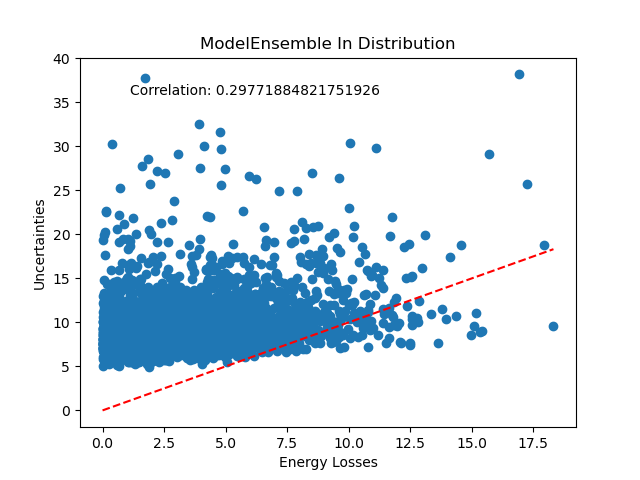 ModelEnsemble In Distribution
Correlation: 0.29771884821751926
Uncertainties
40
35
30
25
20
15
10
5
0
0.0 2.5 5.0 7.5 10.0 12.5 15.0 17.5
Energy Losses